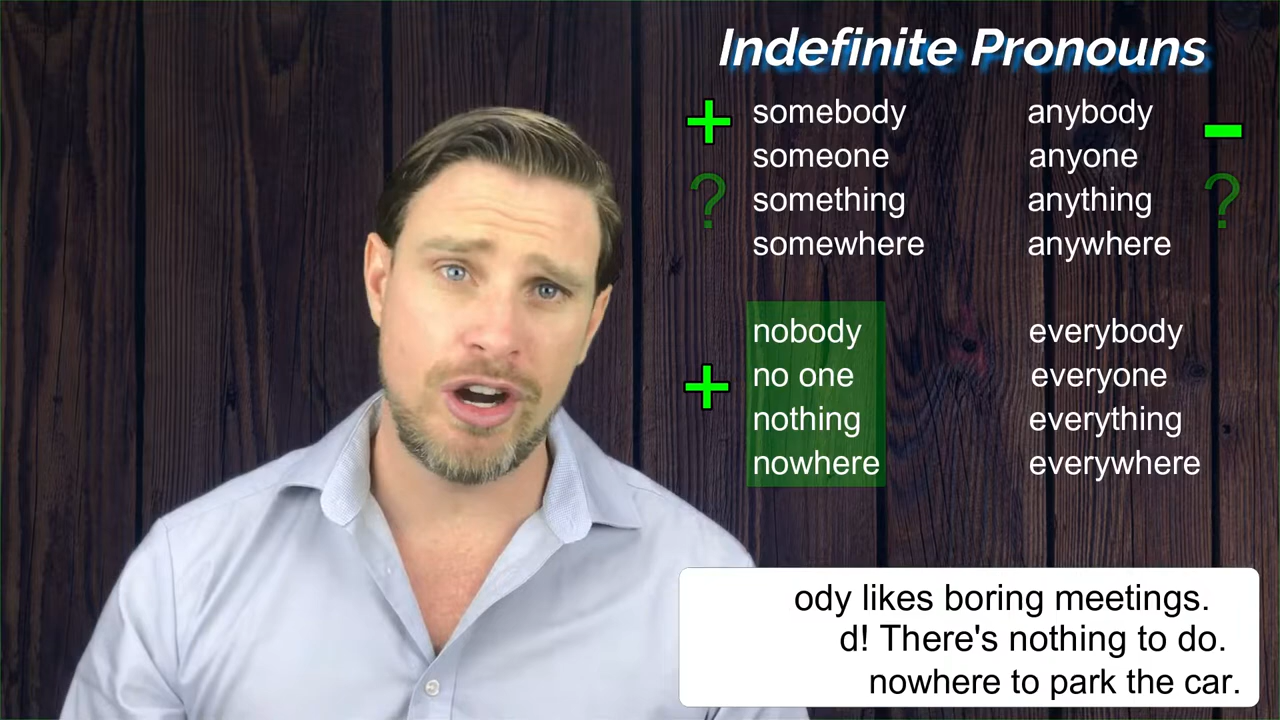 Indefinite Pronouns
+ somebody anybody -
someone anyone
? something anything ?
somewhere anywhere
nobody everybody
+ no one everyone
nothing everything
nowhere everywhere
ody likes boring meetings.
d! There's nothing to do.
nowhere to park the car.